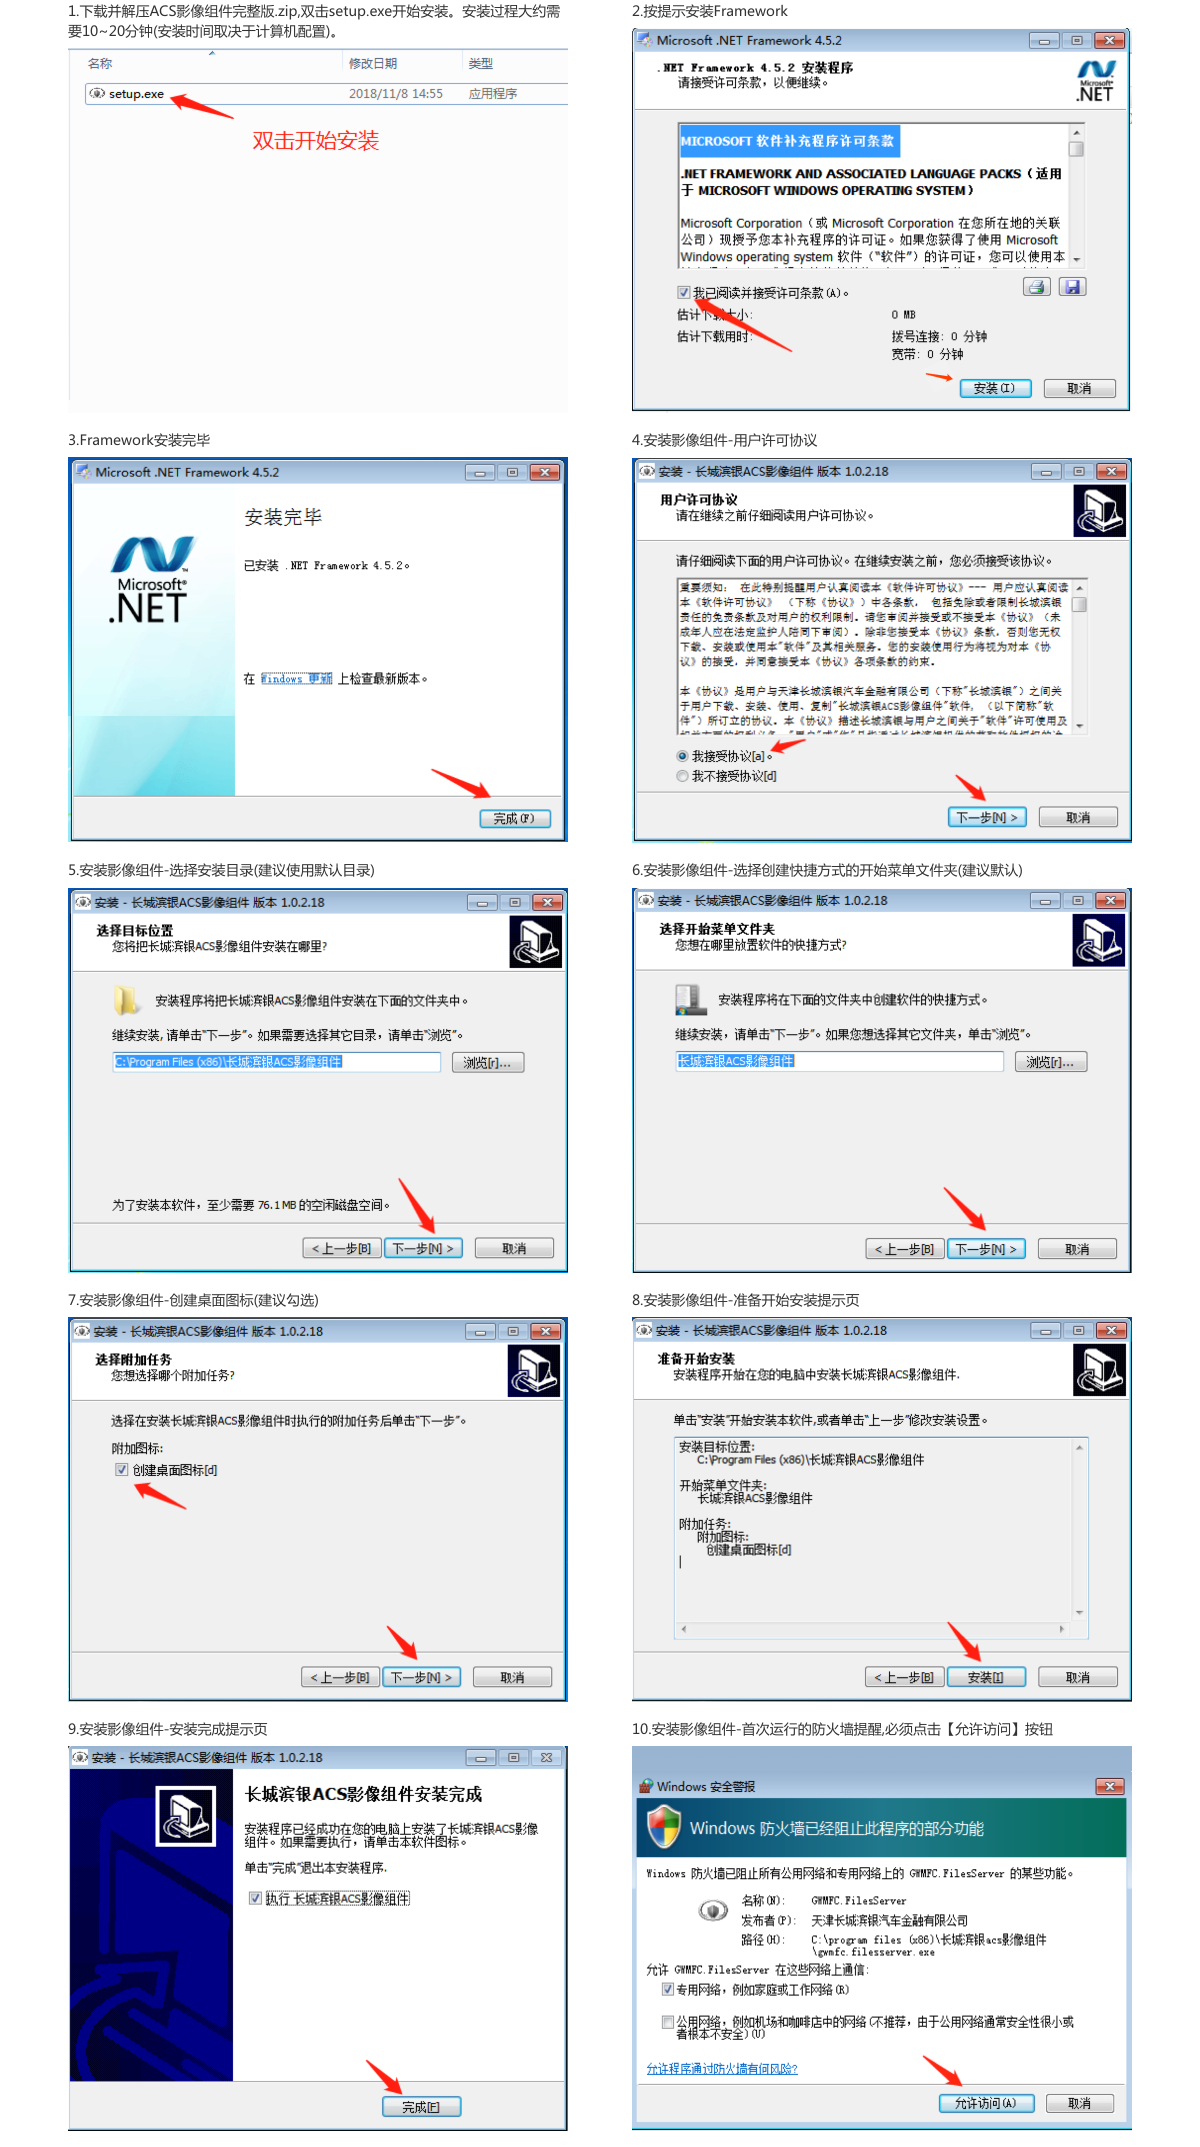 1.下载并解压ACS影像组件完整版.zip,双击setup.exe开始安装。安装过程大约需
要10~20分钟(安装时间取决于计算机配置)。
名称 修改日期 类型
setup.exe 2018/11/8 14:55 应用程序
双击开始安装
2.按提示安装Framework
Microsoft .NET Framework 4.5.2
.NET Framework 4.5.2 安装程序
请接受许可条款，以便继续。
Microsoft
.NET
MICROSOFT 软件补充程序许可条款
.NET FRAMEWORK AND ASSOCIATED LANGUAGE PACKS（适用
于 MICROSOFT WINDOWS OPERATING SYSTEM）
Microsoft Corporation（或 Microsoft Corporation 在您所在地的关联
公司）现授予您本补充程序的许可证。如果您获得了使用 Microsoft
Windows operating system 软件（“软件”）的许可证，您可以使用本
我已阅读并接受许可条款(A)。
估计下载大小: 0 MB
估计下载用时: 拨号连接: 0 分钟
宽带: 0 分钟
安装(I) 取消
3.Framework安装完毕
Microsoft .NET Framework 4.5.2
Microsoft®
.NET
安装完毕
已安装 .NET Framework 4.5.2。
在 Windows 更新 上检查最新版本。
完成(F)
4.安装影像组件-用户许可协议
安装 - 长城滨银ACS影像组件 版本 1.0.2.18
用户许可协议
请在继续之前仔细阅读用户许可协议。
请仔细阅读下面的用户许可协议。在继续安装之前，您必须接受该协议。
重要须知: 在此特别提醒用户认真阅读本《软件许可协议》--- 用户应认真阅读
本《软件许可协议》（下称《协议》）中各条款, 包括免除或者限制长城滨银
责任的免责条款及对用户的权利限制。请您审阅并接受或不接受本《协议》（未
成年人应在法定监护人陪同下审阅）. 除非您接受本《协议》条款, 否则您无权
下载、安装或使用本"软件"及其相关服务。您的安装使用行为将视为对本《协
议》的接受, 并同意接受本《协议》各项条款的约束.
本《协议》是用户与天津长城滨银汽车金融有限公司（下称"长城滨银"）之间关
于用户下载、安装、使用、复制"长城滨银ACS影像组件"软件, （以下简称"软
件"）所订立的协议. 本《协议》描述长城滨银与用户之间关于"软件"许可使用及
我接受协议[a]。
我不接受协议[d]
下一步[N] > 取消
5.安装影像组件-选择安装目录(建议使用默认目录)
安装 - 长城滨银ACS影像组件 版本 1.0.2.18
选择目标位置
您将把长城滨银ACS影像组件安装在哪里?
安装程序将把长城滨银ACS影像组件安装在下面的文件夹中。
继续安装, 请单击“下一步”。如果需要选择其它目录，请单击“浏览”。
C:\Program Files (x86)\长城滨银ACS影像组件 浏览[r]...
为了安装本软件，至少需要 76.1 MB 的空闲磁盘空间。
< 上一步[B] 下一步[N] > 取消
6.安装影像组件-选择创建快捷方式的开始菜单文件夹(建议默认)
安装 - 长城滨银ACS影像组件 版本 1.0.2.18
选择开始菜单文件夹
您想在哪里放置软件的快捷方式?
安装程序将在下面的文件夹中创建软件的快捷方式。
继续安装，请单击“下一步”。如果您想选择其它文件夹，单击“浏览”。
长城滨银ACS影像组件 浏览[r]...
< 上一步[B] 下一步[N] > 取消
7.安装影像组件-创建桌面图标(建议勾选)
安装 - 长城滨银ACS影像组件 版本 1.0.2.18
选择附加任务
您想选择哪个附加任务?
选择在安装长城滨银ACS影像组件时执行的附加任务后单击“下一步”。
附加图标:
创建桌面图标[d]
< 上一步[B] 下一步[N] > 取消
8.安装影像组件-准备开始安装提示页
安装 - 长城滨银ACS影像组件 版本 1.0.2.18
准备开始安装
安装程序开始在您的电脑中安装长城滨银ACS影像组件.
单击“安装”开始安装本软件,或者单击“上一步”修改安装设置。
安装目标位置:
C:\Program Files (x86)\长城滨银ACS影像组件
开始菜单文件夹:
长城滨银ACS影像组件
附加任务:
附加图标:
创建桌面图标[d]
< 上一步[B] 安装[I] 取消
9.安装影像组件-安装完成提示页
安装 - 长城滨银ACS影像组件 版本 1.0.2.18
长城滨银ACS影像组件安装完成
安装程序已经成功在您的电脑上安装了长城滨银ACS影像
组件。如果需要执行，请单击本软件图标。
单击“完成”退出本安装程序.
执行 长城滨银ACS影像组件
完成[F]
10.安装影像组件-首次运行的防火墙提醒,必须点击【允许访问】按钮
Windows 安全警报
Windows 防火墙已经阻止此程序的部分功能
Windows 防火墙已阻止所有公用网络和专用网络上的 GWMFC.FilesServer 的某些功能。
名称(N): GWMFC.FilesServer
发布者(P): 天津长城滨银汽车金融有限公司
路径(H): C:\program files (x86)\长城滨银acs影像组件
\gwmfc.filesserver.exe
允许 GWMFC.FilesServer 在这些网络上通信:
专用网络，例如家庭或工作网络(R)
公用网络，例如机场和咖啡店中的网络(不推荐，由于公用网络通常安全性很小或
者根本不安全)(U)
允许程序通过防火墙有何风险?
允许访问(A) 取消